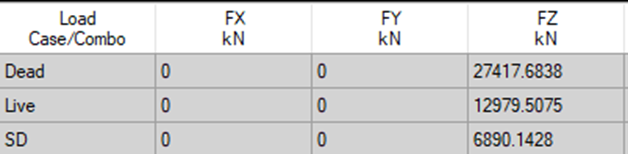 Load Case/Combo FX kN FY kN FZ kN
Dead 0 0 27417.6838
Live 0 0 12979.5075
SD 0 0 6890.1428